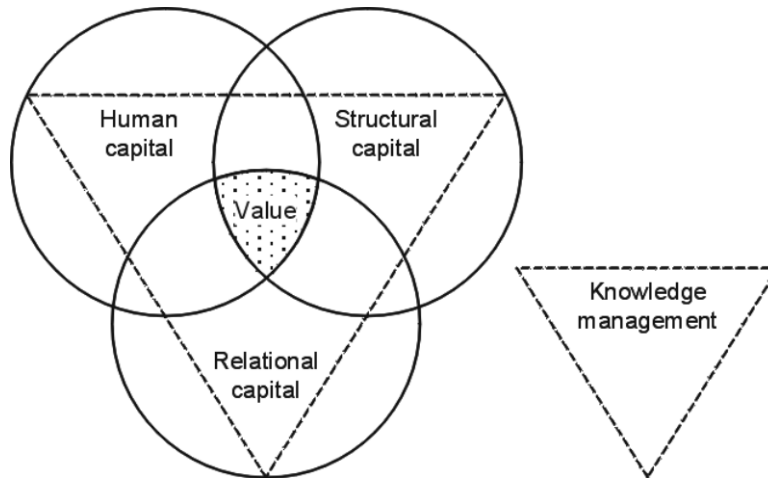 Human
capital
Structural
capital
Value
Relational
capital
Knowledge
management